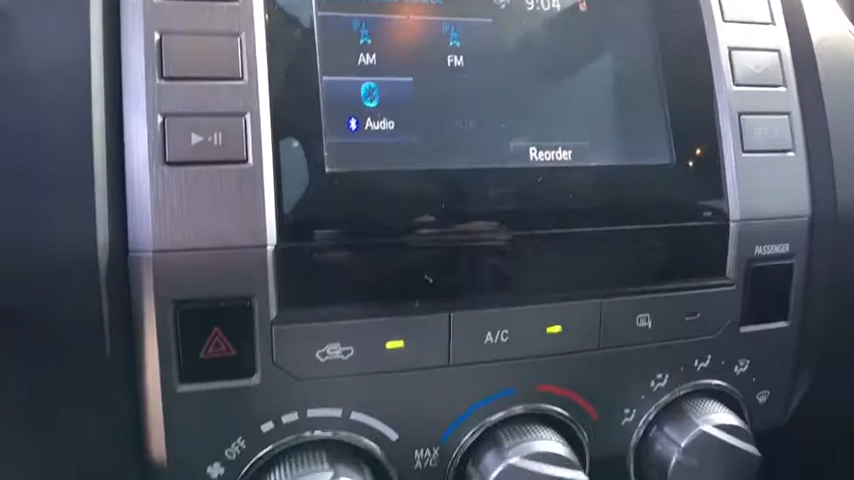 9:04
AM FM
Audio
Reorder
PASSENGER
A/C
OFF
MAX
A/C